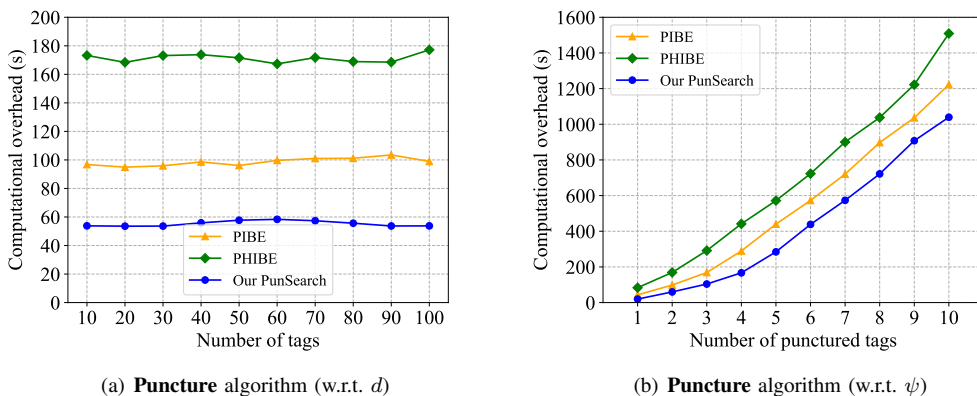 200
180
160
140
120
100
80
60
40
20
0
Computational overhead (s)
PIBE
PHIBE
Our PunSearch
10 20 30 40 50 60 70 80 90 100
Number of tags
(a) Puncture algorithm (w.r.t. d)
1600
1400
1200
1000
800
600
400
200
0
Computational overhead (s)
PIBE
PHIBE
Our PunSearch
1 2 3 4 5 6 7 8 9 10
Number of punctured tags
(b) Puncture algorithm (w.r.t. ψ)